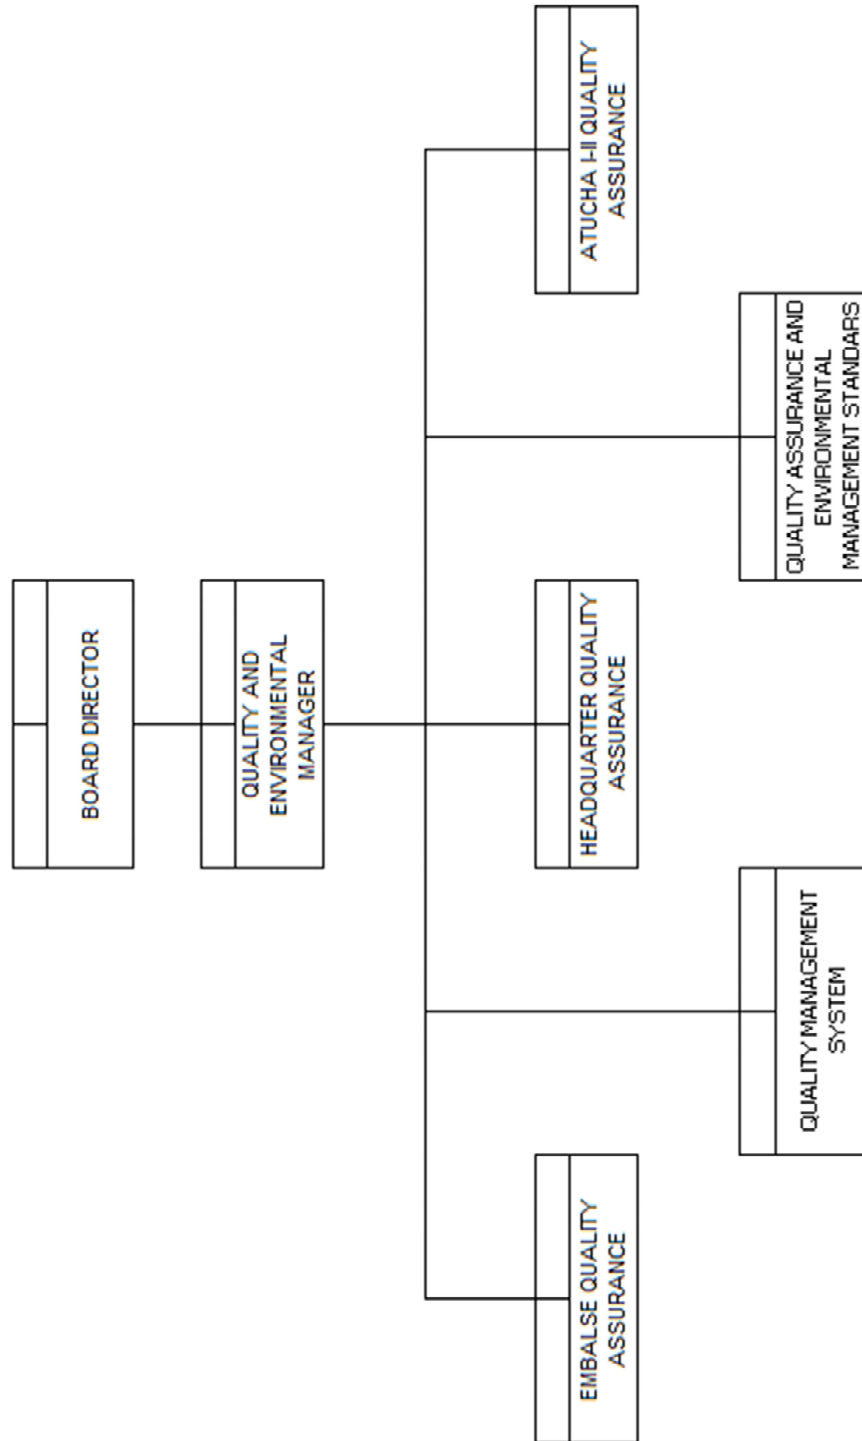 BOARD DIRECTOR
QUALITY AND
ENVIRONMENTAL
MANAGER
EMBALSE QUALITY
ASSURANCE
HEADQUARTER QUALITY
ASSURANCE
ATUCHA I-II QUALITY
ASSURANCE
QUALITY MANAGEMENT
SYSTEM
QUALITY ASSURANCE AND
ENVIRONMENTAL
MANAGEMENT STANDARS